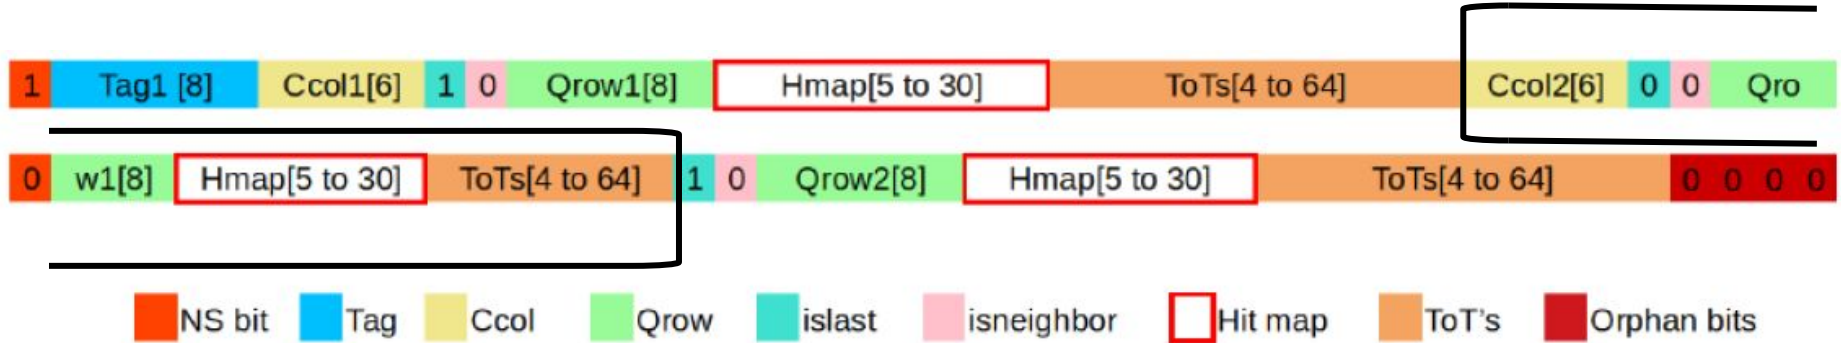 1 Tag1 [8] Ccol1[6] 1 0 Qrow1[8] Hmap[5 to 30] ToTs[4 to 64] Ccol2[6] 0 0 Qro
0 w1[8] Hmap[5 to 30] ToTs[4 to 64] 1 0 Qrow2[8] Hmap[5 to 30] ToTs[4 to 64] 0 0 0 0
NS bit Tag Ccol Qrow islast isneighbor Hit map ToT's Orphan bits